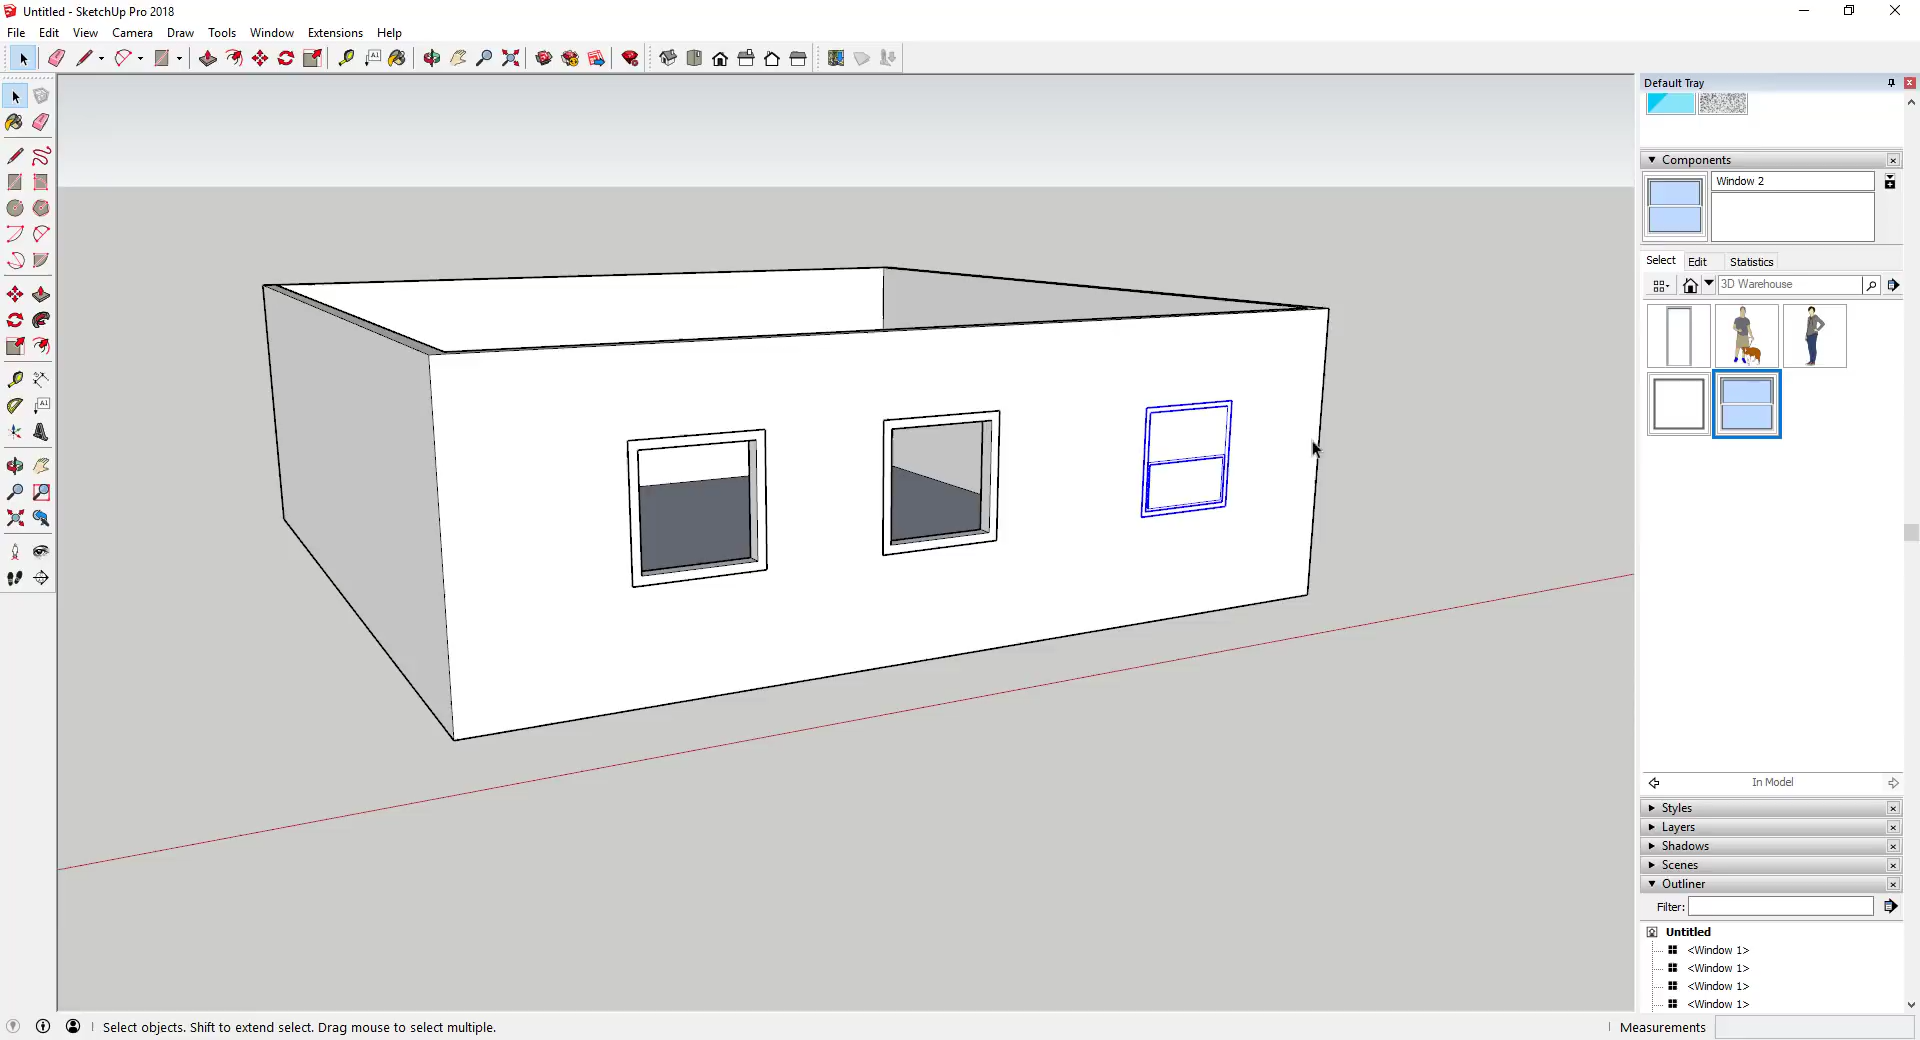 Untitled - SketchUp Pro 2018
File Edit View Camera Draw Tools Window Extensions Help
A1
Default Tray
Components
Window 2
Select Edit Statistics
3D Warehouse
A1
In Model
Styles
Layers
Shadows
Scenes
Outliner
Filter:
Untitled
<Window 1>
<Window 1>
<Window 1>
<Window 1>
Select objects. Shift to extend select. Drag mouse to select multiple.
Measurements